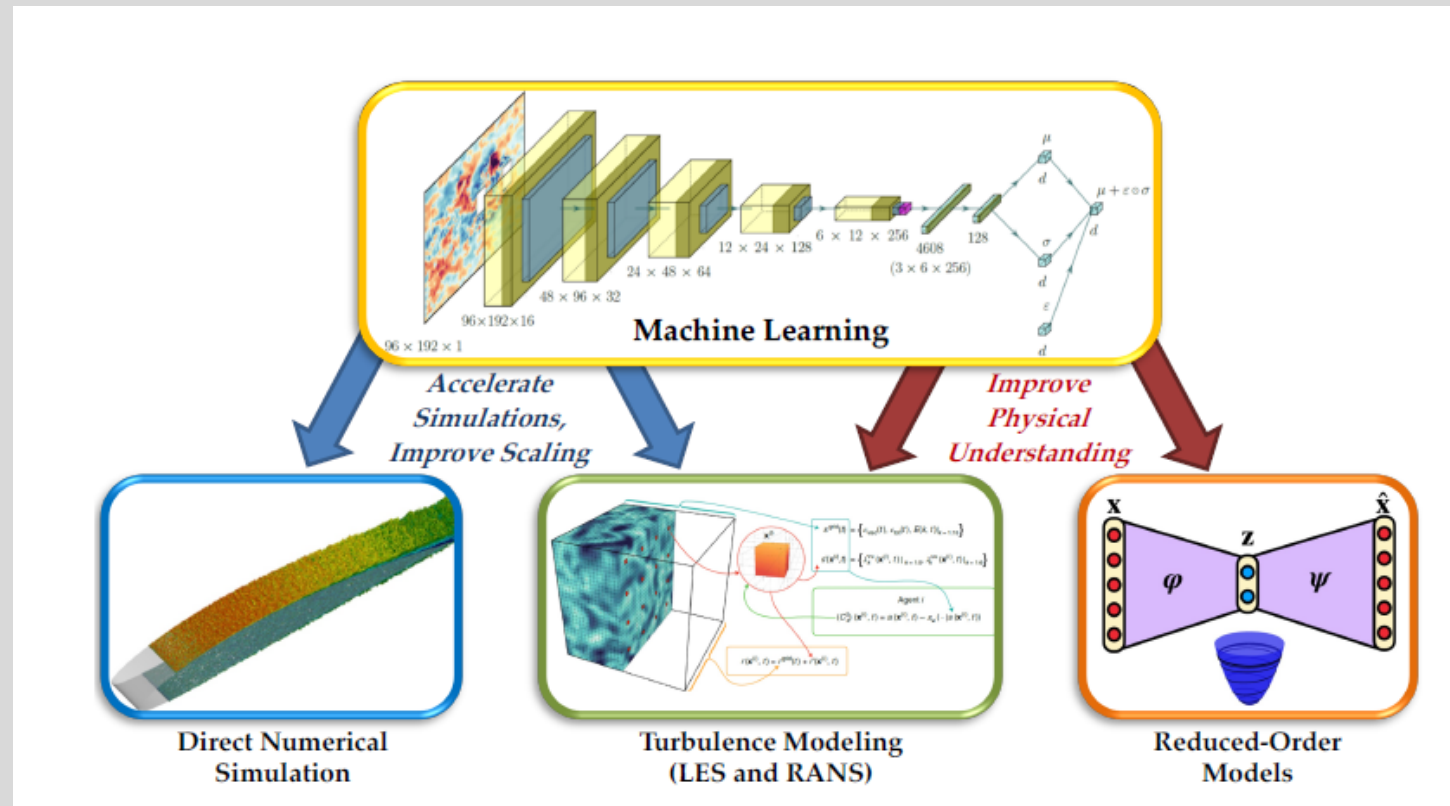 μ
d
μ + ε ⊙ σ
d
σ
d
ε
d
128
4608
(3 × 6 × 256)
6 × 12 × 256
12 × 24 × 128
24 × 48 × 64
48 × 96 × 32
96×192×16
96 × 192 × 1
Machine Learning
Accelerate
Simulations,
Improve Scaling
Improve
Physical
Understanding
Agent i
x
z
x̂
φ
ψ
Direct Numerical
Simulation
Turbulence Modeling
(LES and RANS)
Reduced-Order
Models